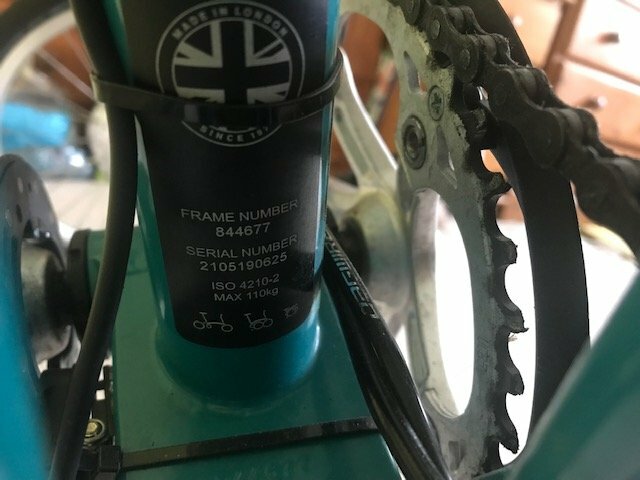 MADE IN LONDON
SINCE 197
FRAME NUMBER
844677
SERIAL NUMBER
2105190625
ISO 4210-2
MAX 110kg